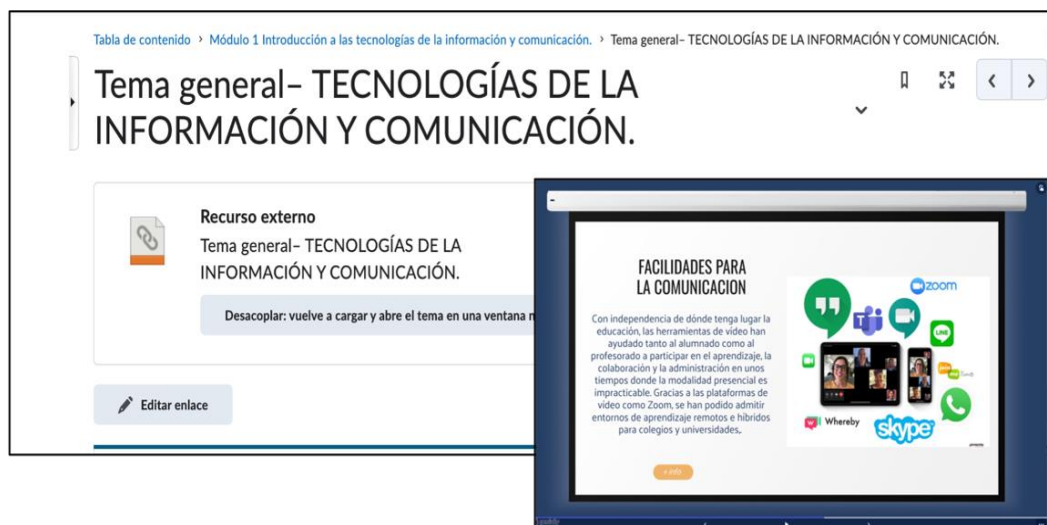 Tabla de contenido > Módulo 1 Introducción a las tecnologías de la información y comunicación. > Tema general– TECNOLOGÍAS DE LA INFORMACIÓN Y COMUNICACIÓN.
Tema general– TECNOLOGÍAS DE LA
INFORMACIÓN Y COMUNICACIÓN.
Recurso externo
Tema general– TECNOLOGÍAS DE LA
INFORMACIÓN Y COMUNICACIÓN.
Desacoplar: vuelve a cargar y abre el tema en una ventana
Editar enlace
FACILIDADES PARA
LA COMUNICACION
Con independencia de dónde tenga lugar la
educación, las herramientas de vídeo han
ayudado tanto al alumnado como al
profesorado a participar en el aprendizaje, la
colaboración y la administración en unos
tiempos donde la modalidad presencial es
impracticable. Gracias a las plataformas de
vídeo como Zoom, se han podido admitir
entornos de aprendizaje remotos e híbridos
para colegios y universidades,.
+ info
zoom
LINE
Whereby
skype